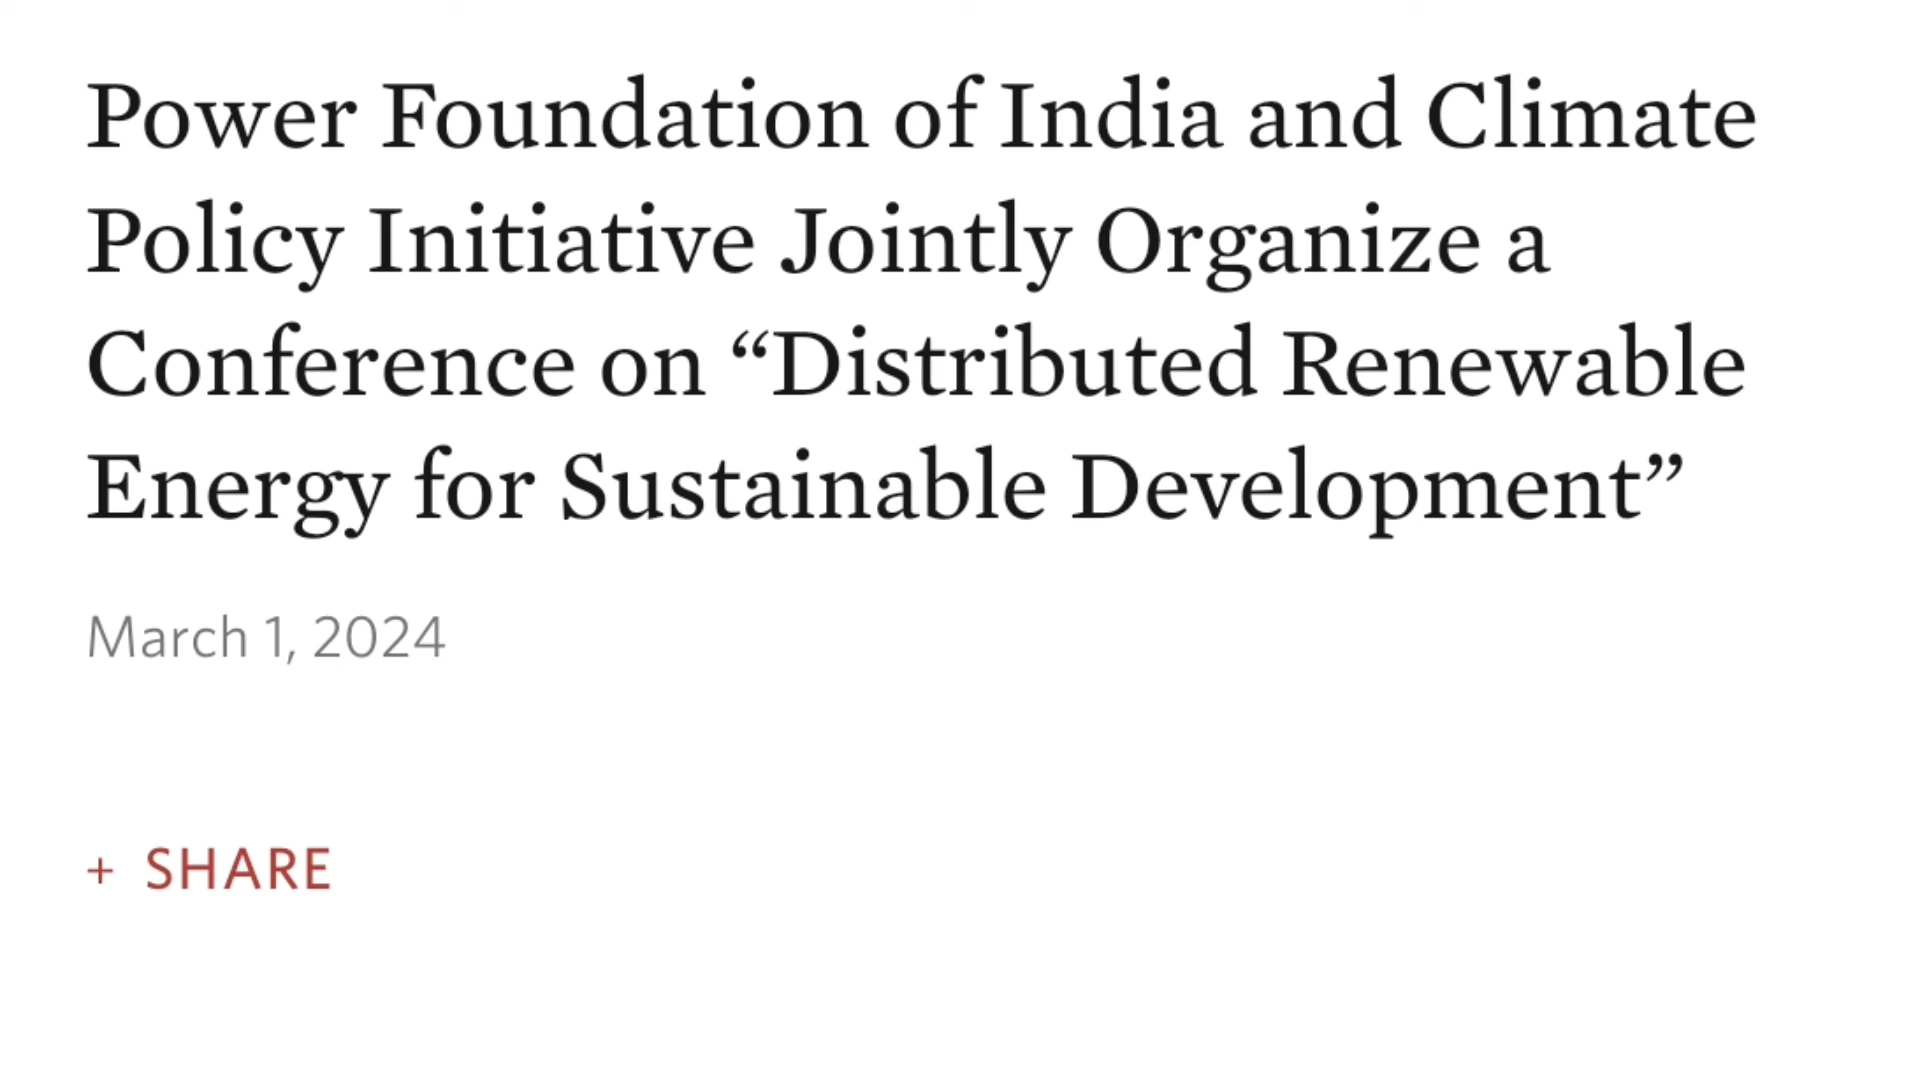 Power Foundation of India and Climate
Policy Initiative Jointly Organize a
Conference on “Distributed Renewable
Energy for Sustainable Development”
March 1, 2024
+ SHARE